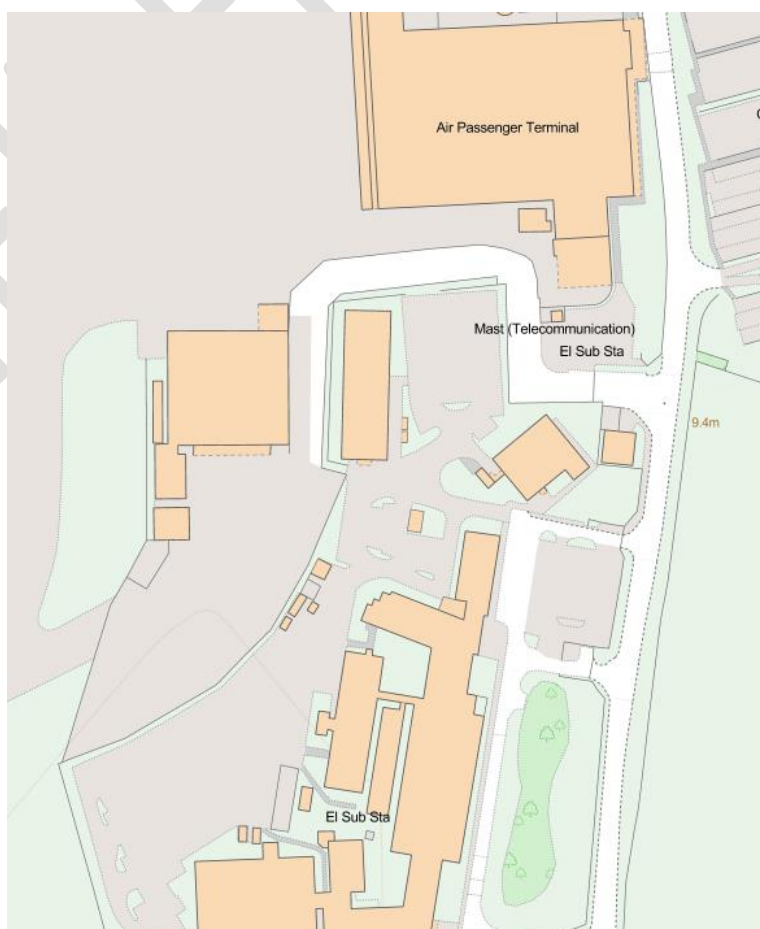 Air Passenger Terminal
Mast (Telecommunication)
El Sub Sta
9.4m
El Sub Sta